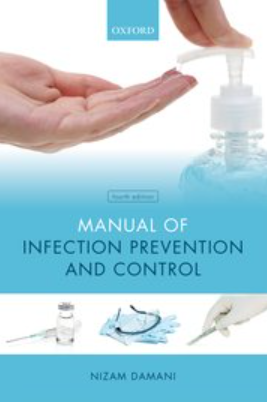 OXFORD
fourth edition
MANUAL OF
INFECTION PREVENTION
AND CONTROL
NIZAM DAMANI